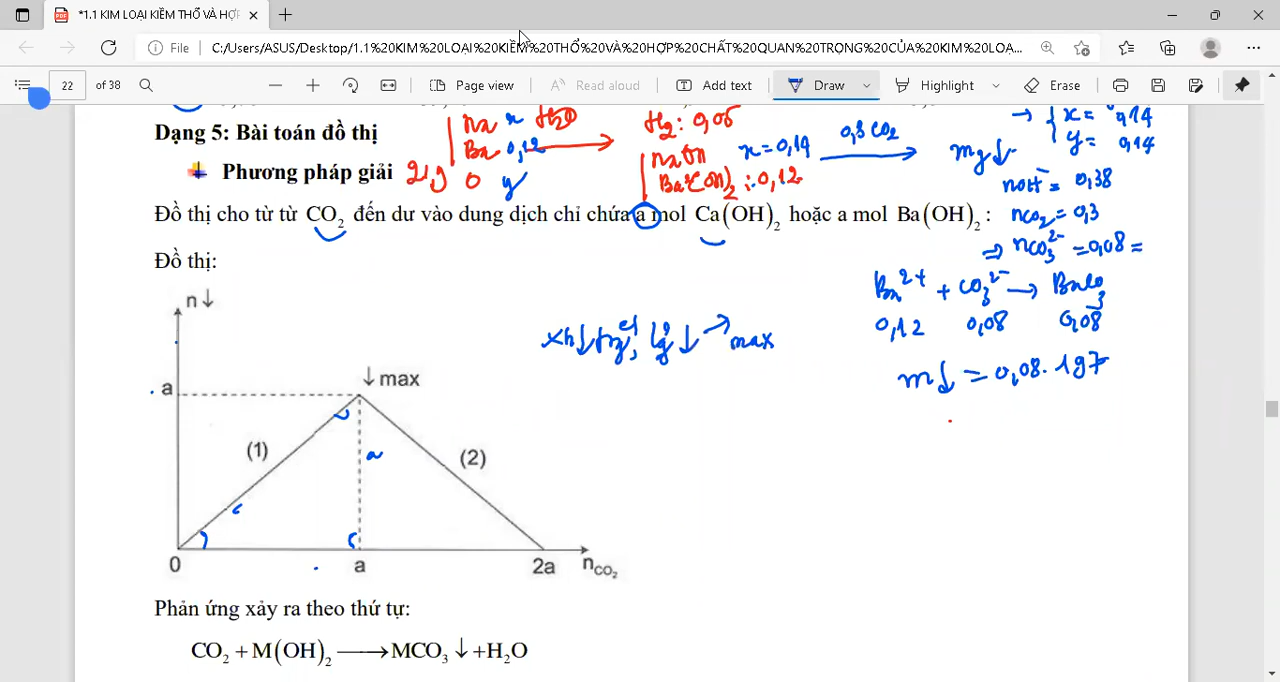 *1.1 KIM LOẠI KIỀM THỔ VÀ HỢP
File C:/Users/ASUS/Desktop/1.1%20KIM%20LOẠI%20KIỀM%20THỔ%20VÀ%20HỢP%20CHẤT%20QUAN%20TRỌNG%20CỦA%20KIM%20LOẠ...
22 of 38 Page view Read aloud Add text Draw Highlight Erase
Dạng 5: Bài toán đồ thị
Na x H2O
Ba 0,12
O y
H2: 0,05
NaOH x = 0,14
Ba(OH)2: 0,12
0,3 CO2
mg↓
→ { x = 0,14
y = 0,14
Phương pháp giải
nOH- = 0,38
Đồ thị cho từ từ CO2 đến dư vào dung dịch chỉ chứa a mol Ca(OH)2 hoặc a mol Ba(OH)2 :
nCO2 = 0,3
⇒ nCO3 2- = 0,08 =
Đồ thị:
Ba2+ + CO3 2- → BaCO3
0,12 0,08 0,08
m↓ = 0,08.197
n↓
↓ max
max
a
(1)
a
(2)
0
a
2a
nCO2
Phản ứng xảy ra theo thứ tự:
CO2 + M(OH)2 ⟶ MCO3 ↓ +H2O